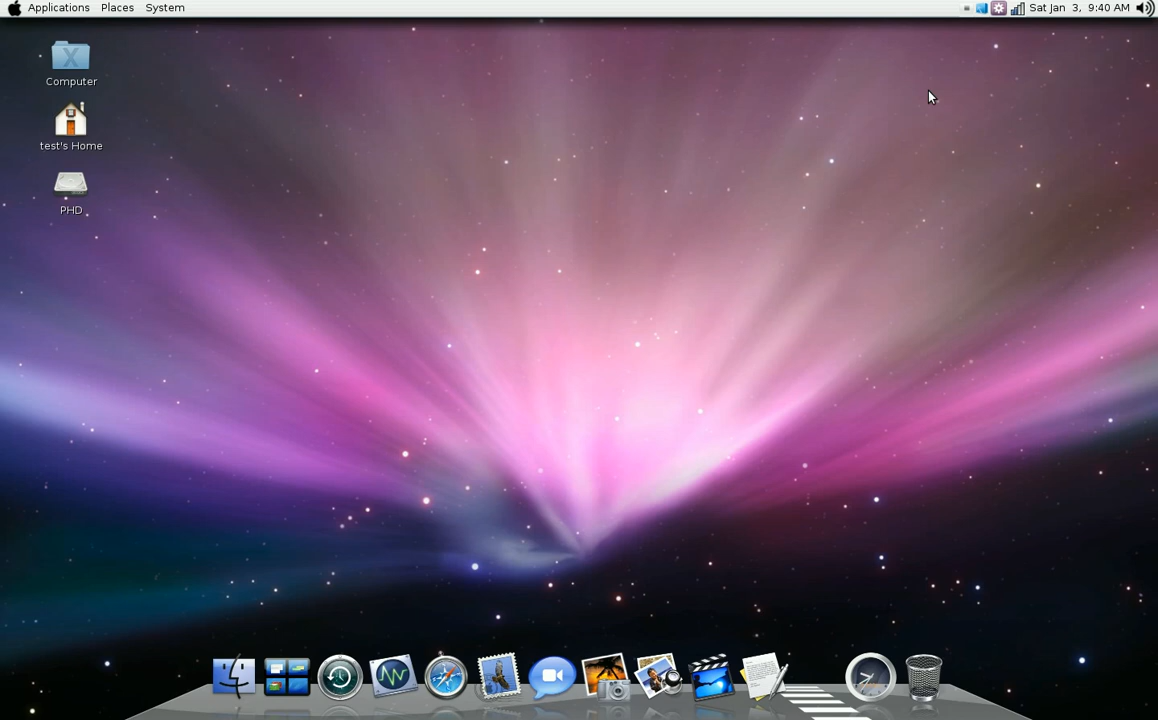 Applications Places System Sat Jan 3, 9:40 AM
Computer
test's Home
PHD